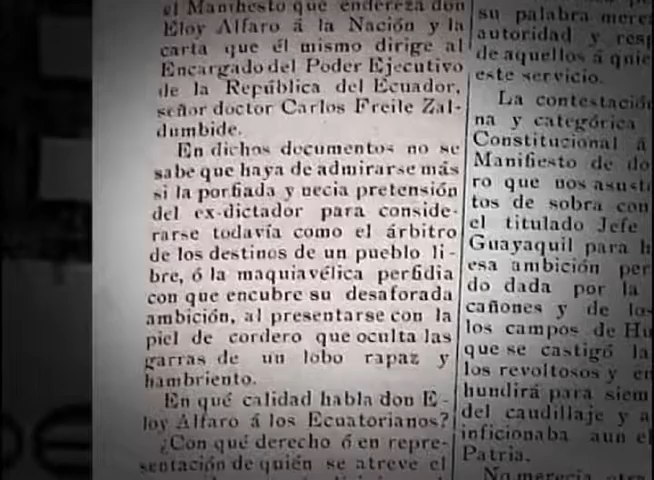 el Manifiesto que endereza don
Eloy Alfaro á la Nación y la
carta que él mismo dirige al
Encargado del Poder Ejecutivo
de la República del Ecuador,
señor doctor Carlos Freile Zal-
dumbide.
En dichos documentos no se
sabe que haya de admirarse más
si la porfiada y necia pretensión
del ex-dictador para conside-
rarse todavía como el árbitro
de los destinos de un pueblo li-
bre, ó la maquiavélica perfidia
con que encubre su desaforada
ambición, al presentarse con la
piel de cordero que oculta las
garras de un lobo rapaz y
hambriento.
En qué calidad habla don E-
loy Alfaro á los Ecuatorianos?
¿Con qué derecho ó en repre-
sentación de quién se atreve el
su palabra mere
autoridad y resp
de aquellos á quie
este servicio.
La contestació
na y categórica
Constitucional á
Manifiesto de do
ro que nos asust
tos de sobra con
el titulado Jefe
Guayaquil para h
esa ambición per
do dada por la
cañones y de lo
los campos de Hu
que se castigó la
los revoltosos y en
hundirá para siem
del caudillaje y a
inficionaba aun el
Patria.
No merecía otra